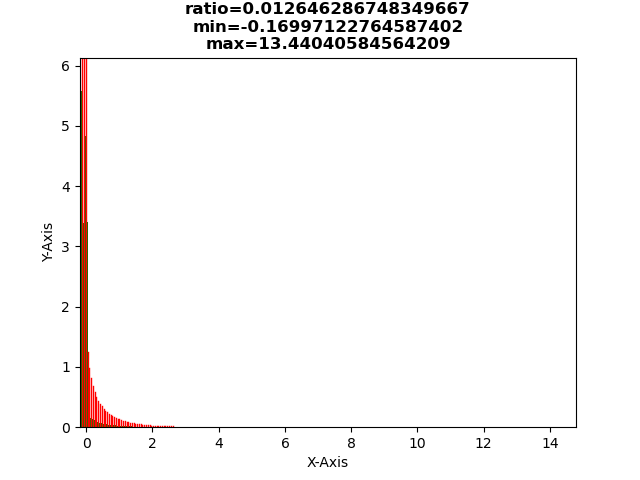 ratio=0.012646286748349667
min=-0.16997122764587402
max=13.44040584564209
6
5
4
3
2
1
0
Y-Axis
0 2 4 6 8 10 12 14
X-Axis